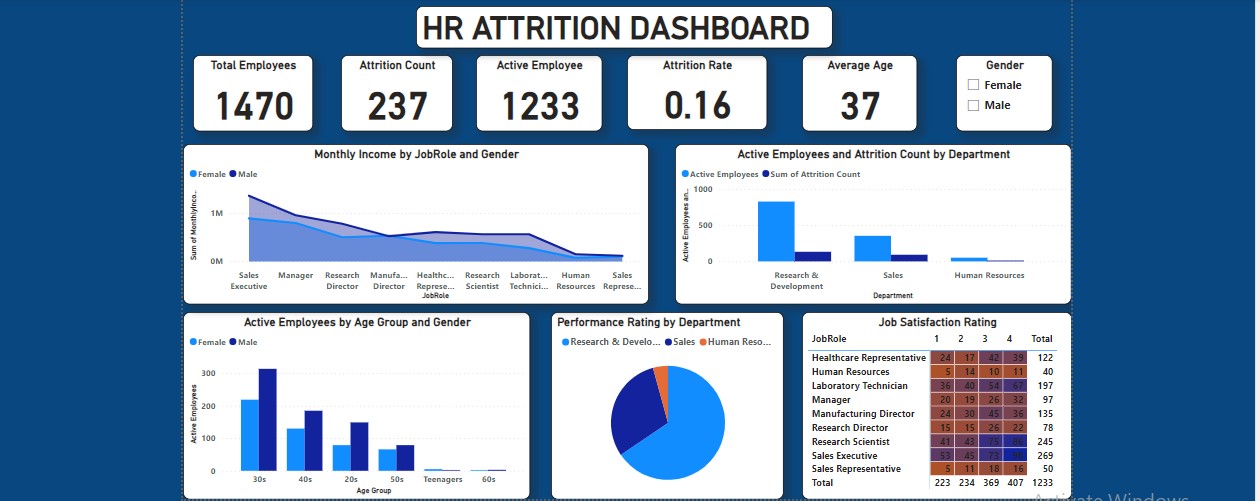 HR ATTRITION DASHBOARD
Total Employees
1470
Attrition Count
237
Active Employee
1233
Attrition Rate
0.16
Average Age
37
Gender
Female
Male
Monthly Income by JobRole and Gender
Female Male
Sum of MonthlyInco...
1M
0M
Sales Executive
Manager
Research Director
Manufa... Director
Healthc... Represe...
Research Scientist
Laborat... Technici...
Human Resources
Sales Represe...
JobRole
Active Employees and Attrition Count by Department
Active Employees Sum of Attrition Count
Active Employees an...
1000
500
0
Research & Development
Sales
Human Resources
Department
Active Employees by Age Group and Gender
Female Male
Active Employees
300
200
100
0
30s 40s 20s 50s Teenagers 60s
Age Group
Performance Rating by Department
Research & Develo... Sales Human Reso...
Job Satisfaction Rating
JobRole 1 2 3 4 Total
Healthcare Representative 24 17 42 39 122
Human Resources 5 14 10 11 40
Laboratory Technician 36 40 54 67 197
Manager 20 19 26 32 97
Manufacturing Director 24 30 45 36 135
Research Director 15 15 26 22 78
Research Scientist 41 43 75 86 245
Sales Executive 53 45 73 269
Sales Representative 5 11 18 16 50
Total 223 234 369 407 1233
Activate Windows